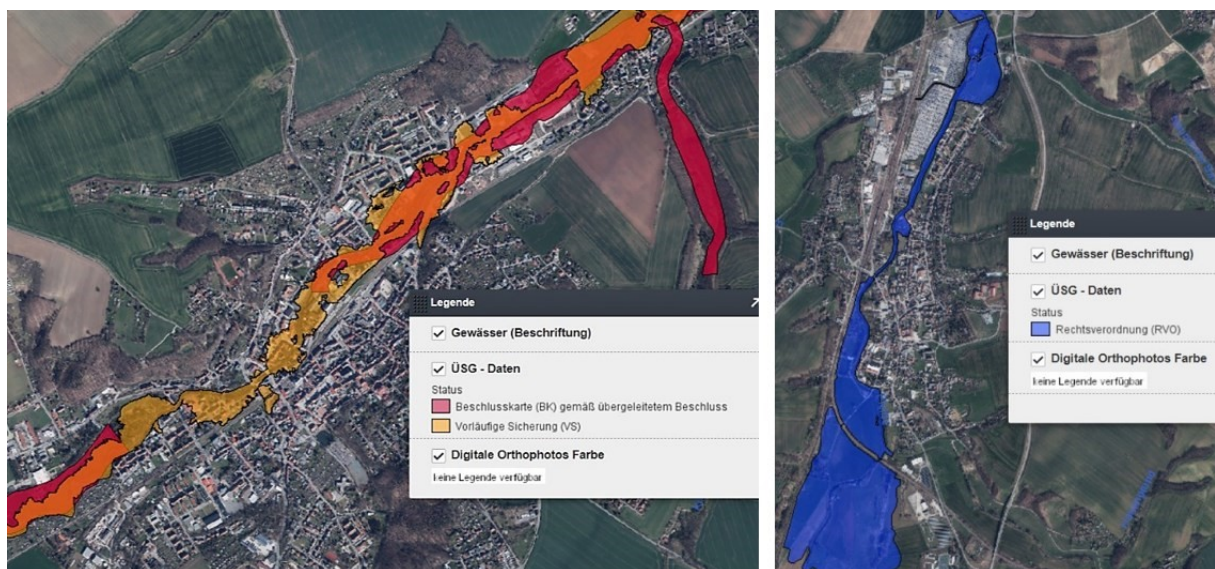 Legende
Gewässer (Beschriftung)
ÜSG - Daten
Status
Beschlusskarte (BK) gemäß übergeleitetem Beschluss
Vorläufige Sicherung (VS)
Digitale Orthophotos Farbe
keine Legende verfügbar
Legende
Gewässer (Beschriftung)
ÜSG - Daten
Status
Rechtsverordnung (RVO)
Digitale Orthophotos Farbe
keine Legende verfügbar